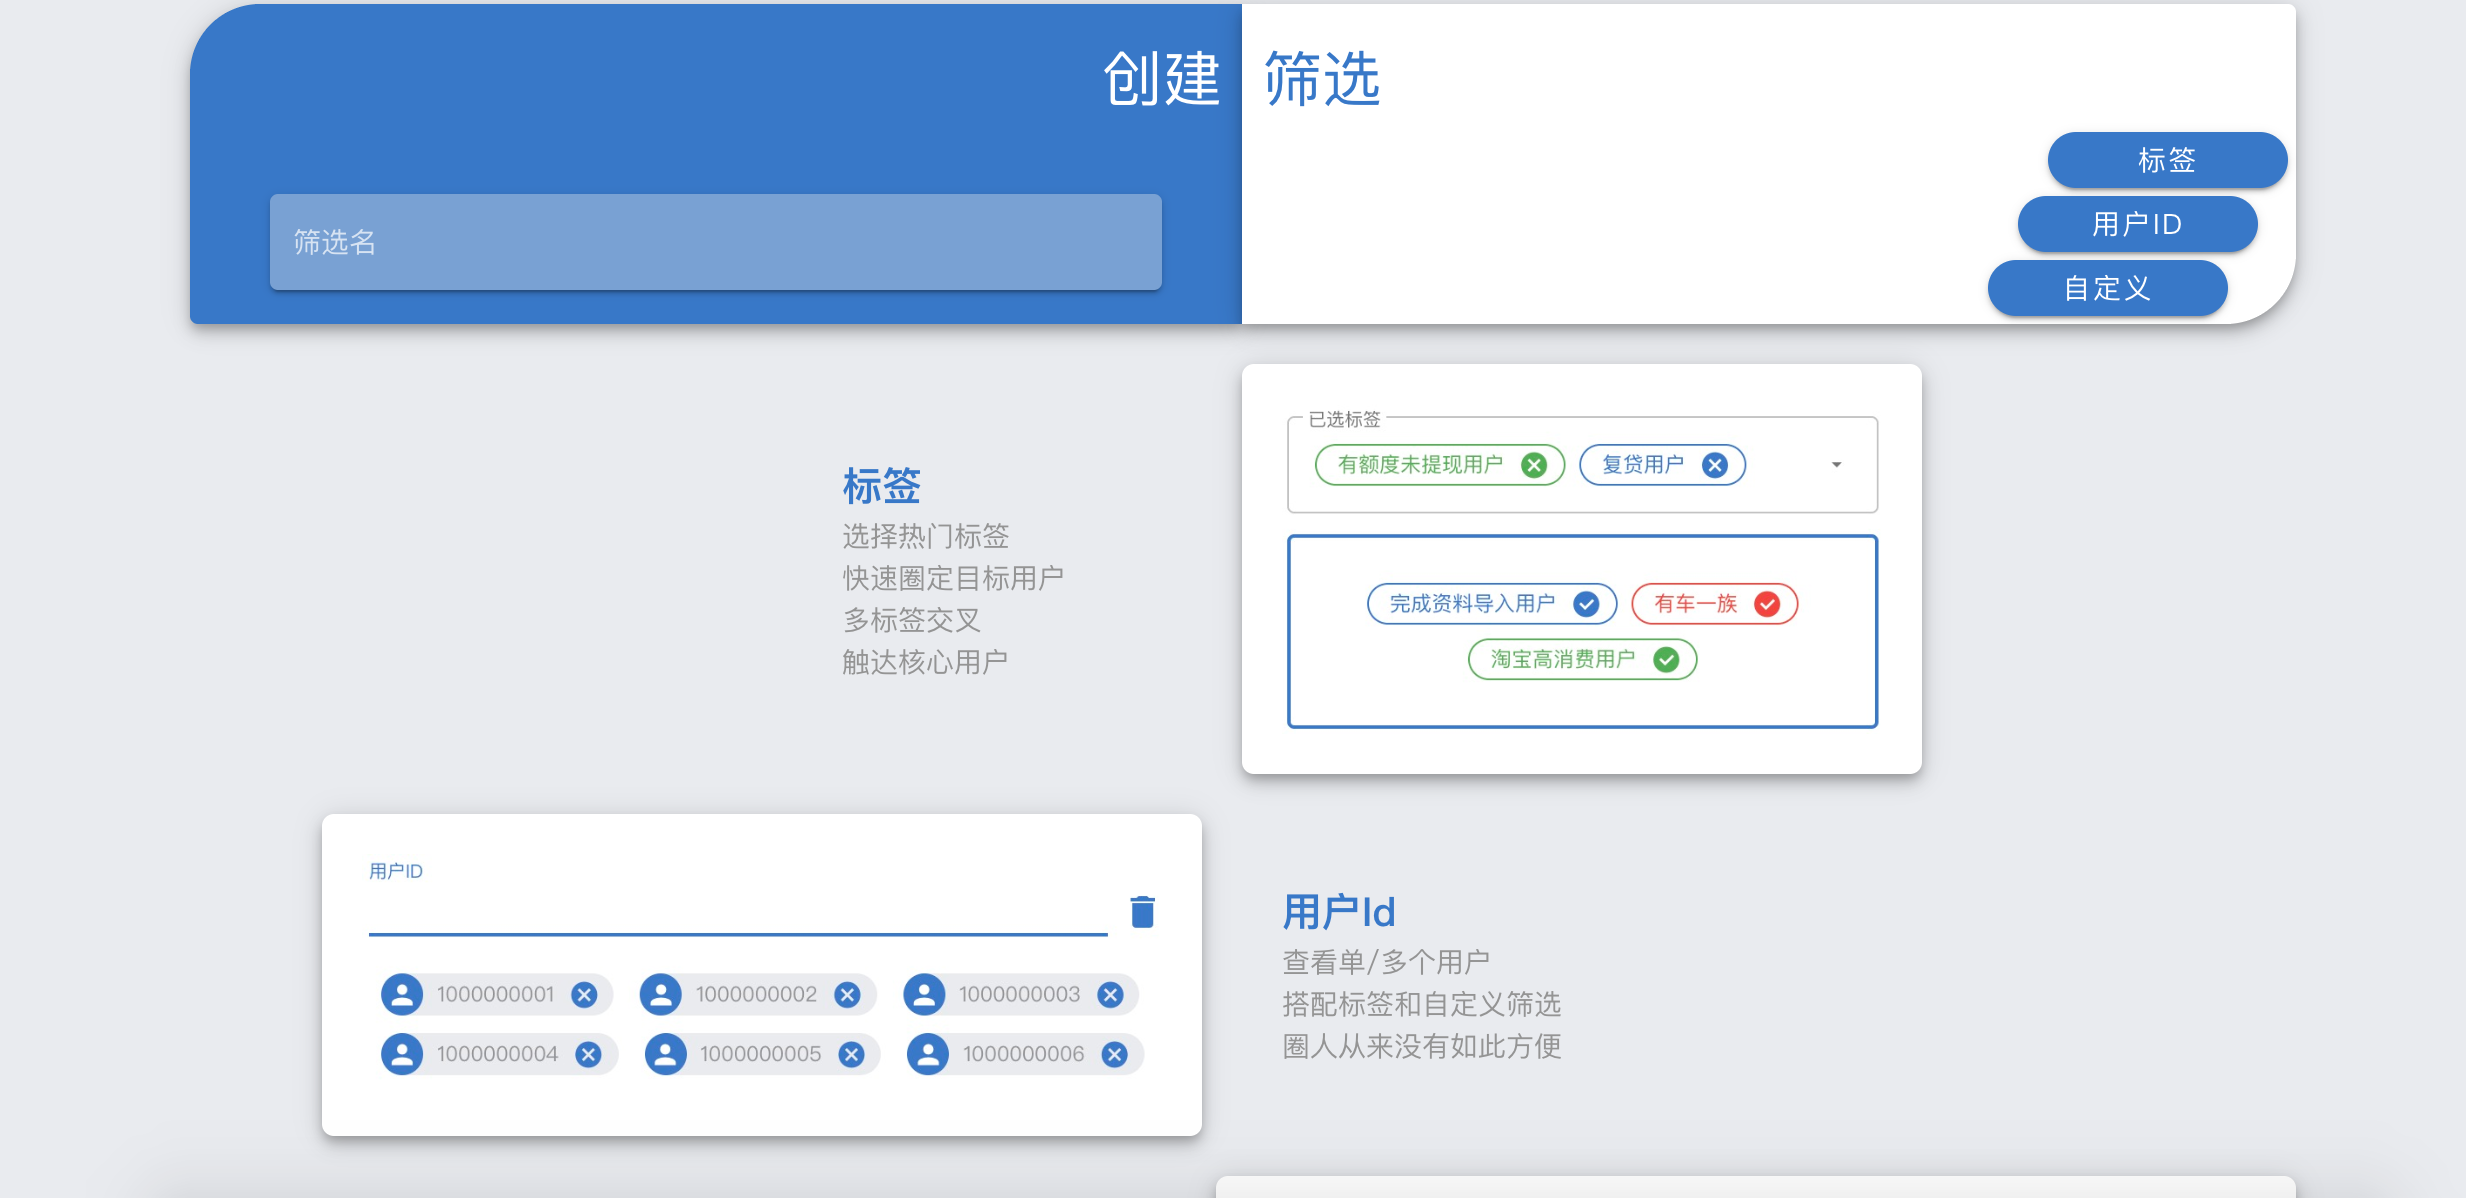 创建 筛选
筛选名
标签
用户ID
自定义
标签
选择热门标签
快速圈定目标用户
多标签交叉
触达核心用户
已选标签
有额度未提现用户 复贷用户
完成资料导入用户 有车一族
淘宝高消费用户
用户ID
1000000001 1000000002 1000000003
1000000004 1000000005 1000000006
用户Id
查看单/多个用户
搭配标签和自定义筛选
圈人从来没有如此方便